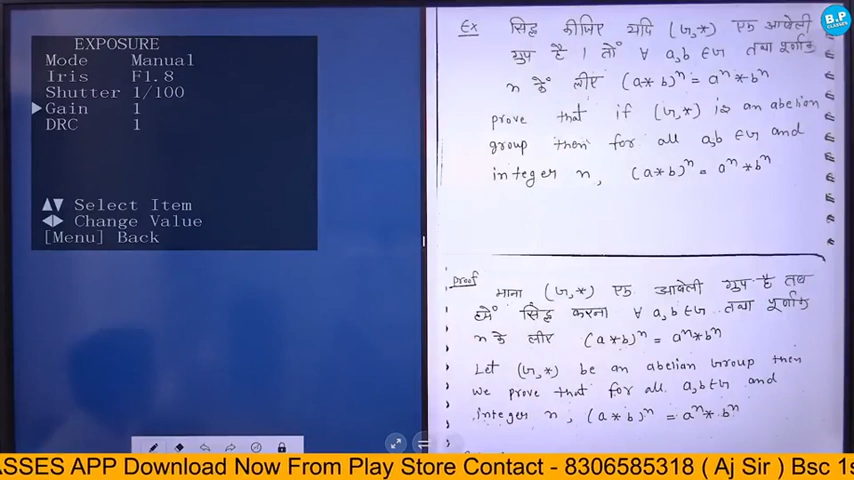 EXPOSURE
Mode Manual
Iris F1.8
Shutter 1/100
Gain 1
DRC 1
Select Item
Change Value
[Menu] Back
B.P
CLASSES
Ex सिद्ध कीजिए यदि (G,*) एक आबेली
ग्रुप है । तो ∀ a,b ∈ G तथा पूर्णांक
n के लीए (a*b)ⁿ = aⁿ*bⁿ
prove that if (G,*) is an abelian
group then for all a,b ∈ G and
integer n, (a*b)ⁿ = aⁿ*bⁿ
Proof माना (G,*) एक आबेली ग्रुप है तथा
हमें सिद्ध करना ∀ a,b ∈ G तथा पूर्णांक
n के लीए (a*b)ⁿ = aⁿ*bⁿ
Let (G,*) be an abelian Group then
we prove that for all a,b ∈ G and
integer n, (a*b)ⁿ = aⁿ*bⁿ
ASSES APP Download Now From Play Store Contact - 8306585318 ( Aj Sir ) Bsc 1s